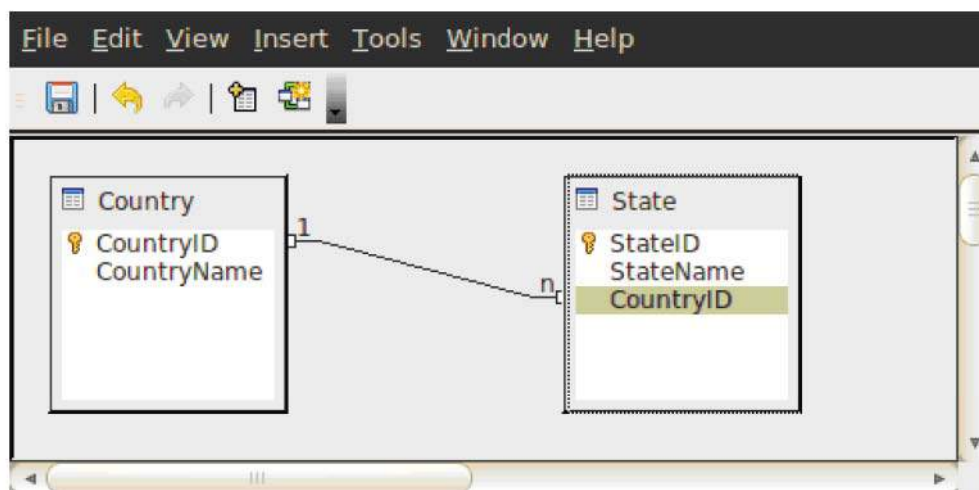 File Edit View Insert Tools Window Help
Country
CountryID
CountryName
1
n
State
StateID
StateName
CountryID